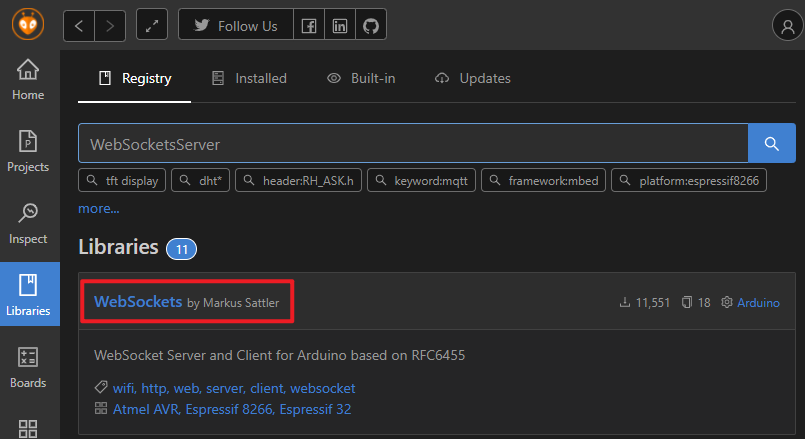 Follow Us
Home
Projects
Inspect
Libraries
Boards
Registry Installed Built-in Updates
WebSocketsServer
tft display dht* header:RH_ASK.h keyword:mqtt framework:mbed platform:espressif8266
more...
Libraries 11
WebSockets by Markus Sattler 11,551 18 Arduino
WebSocket Server and Client for Arduino based on RFC6455
wifi, http, web, server, client, websocket
Atmel AVR, Espressif 8266, Espressif 32